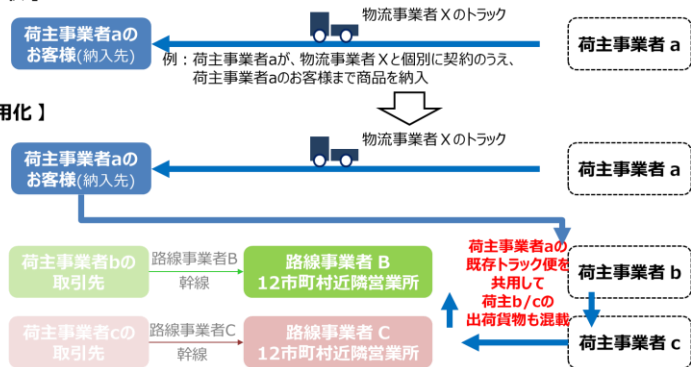 荷主事業者aの
お客様(納入先)
物流事業者Xのトラック
荷主事業者 a
例：荷主事業者aが、物流事業者Xと個別に契約のうえ、
荷主事業者aのお客様まで商品を納入
用化 】
荷主事業者aの
お客様(納入先)
物流事業者Xのトラック
荷主事業者 a
荷主事業者bの
取引先
路線事業者B
幹線
路線事業者 B
12市町村近隣営業所
荷主事業者aの
既存トラック便を
共用して
荷主b/cの
出荷貨物も混載
荷主事業者 b
荷主事業者cの
取引先
路線事業者C
幹線
路線事業者 C
12市町村近隣営業所
荷主事業者 c